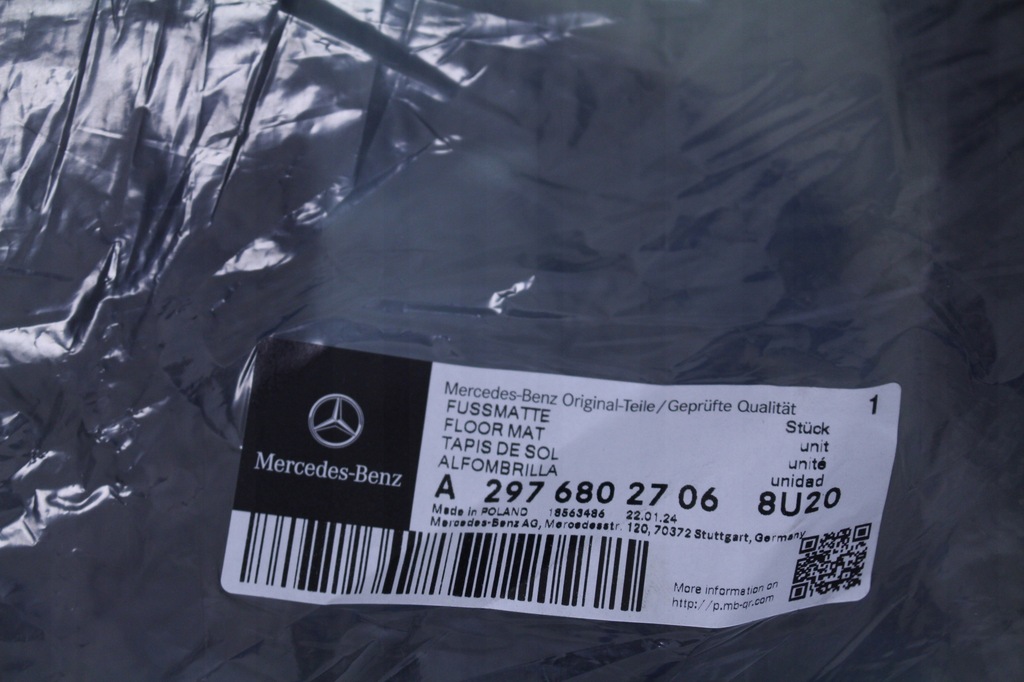 Mercedes-Benz
Mercedes-Benz Original-Teile/Geprüfte Qualität
1
FUSSMATTE
FLOOR MAT
TAPIS DE SOL
ALFOMBRILLA
Stück
unit
unité
unidad
A 297 680 27 06 8U20
Made in POLAND 18563486 22.01.24
Mercedes-Benz AG, Mercedesstr. 120, 70372 Stuttgart, Germany
More information on
http://p.mb-qr.com